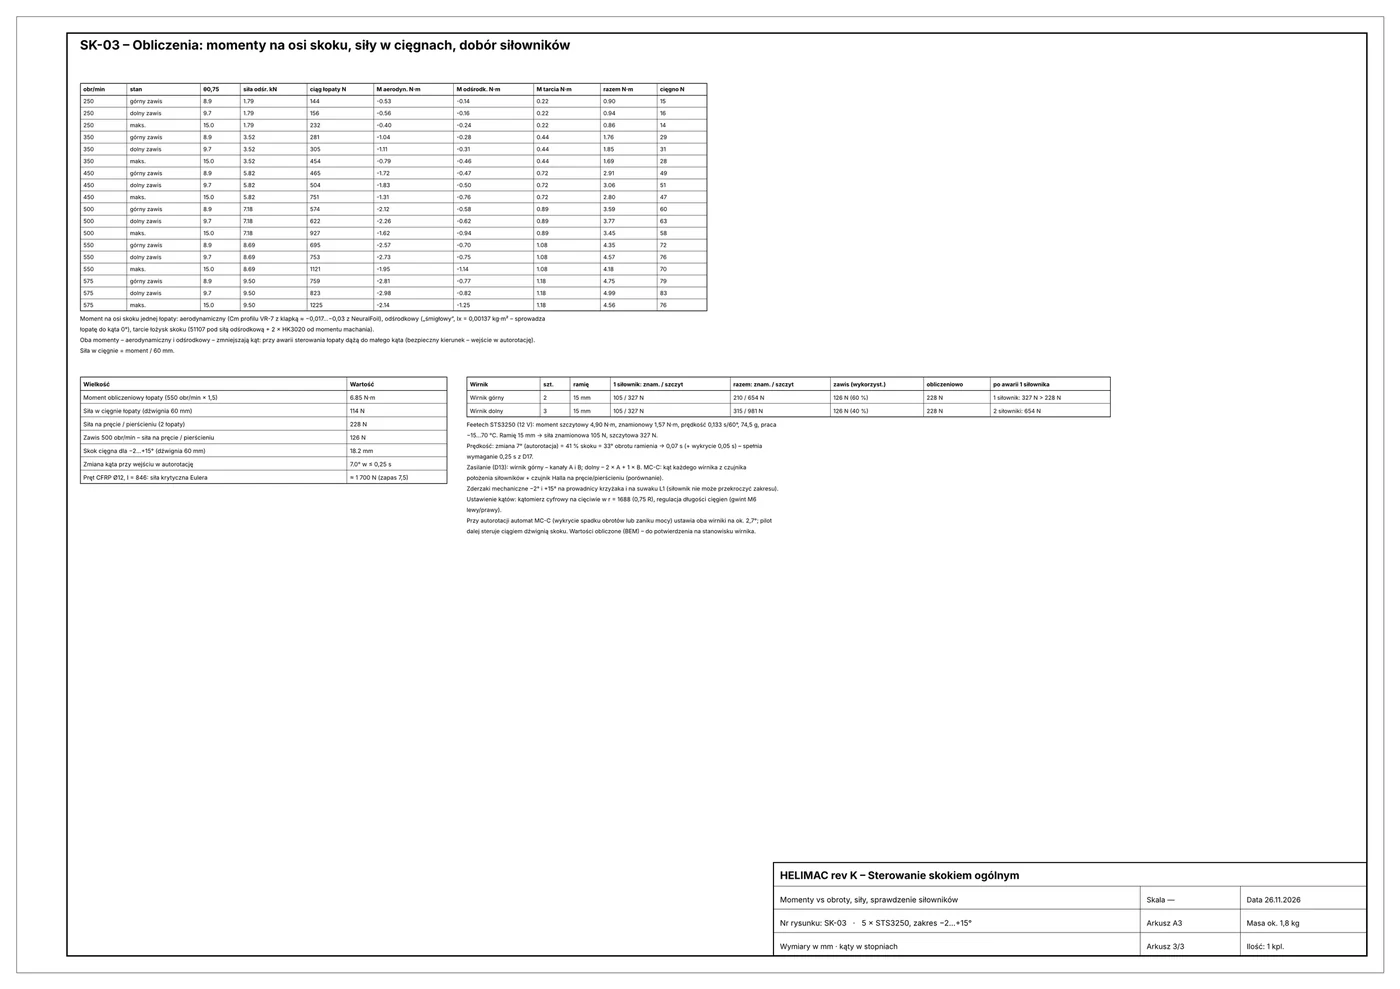 SK-03 – Obliczenia: momenty na osi skoku, siły w cięgnach, dobór siłowników
obr/min stan θ0,75 siła odśr. kN ciąg łopaty N M aerodyn. N·m M odśrodk. N·m M tarcia N·m razem N·m cięgno N
250 górny zawis 8.9 1.79 144 -0.53 -0.14 0.22 0.90 15
250 dolny zawis 9.7 1.79 156 -0.56 -0.16 0.22 0.94 16
250 maks. 15.0 1.79 232 -0.40 -0.24 0.22 0.86 14
350 górny zawis 8.9 3.52 281 -1.04 -0.28 0.44 1.76 29
350 dolny zawis 9.7 3.52 305 -1.11 -0.31 0.44 1.85 31
350 maks. 15.0 3.52 454 -0.79 -0.46 0.44 1.69 28
450 górny zawis 8.9 5.82 465 -1.72 -0.47 0.72 2.91 49
450 dolny zawis 9.7 5.82 504 -1.83 -0.50 0.72 3.06 51
450 maks. 15.0 5.82 751 -1.31 -0.76 0.72 2.80 47
500 górny zawis 8.9 7.18 574 -2.12 -0.58 0.89 3.59 60
500 dolny zawis 9.7 7.18 622 -2.26 -0.62 0.89 3.77 63
500 maks. 15.0 7.18 927 -1.62 -0.94 0.89 3.45 58
550 górny zawis 8.9 8.69 695 -2.57 -0.70 1.08 4.35 72
550 dolny zawis 9.7 8.69 753 -2.73 -0.75 1.08 4.57 76
550 maks. 15.0 8.69 1121 -1.95 -1.14 1.08 4.18 70
575 górny zawis 8.9 9.50 759 -2.81 -0.77 1.18 4.75 79
575 dolny zawis 9.7 9.50 823 -2.98 -0.82 1.18 4.99 83
575 maks. 15.0 9.50 1225 -2.14 -1.25 1.18 4.56 76
Moment na osi skoku jednej łopaty: aerodynamiczny (Cm profilu VR-7 z klapką ≈ −0,017…−0,03 z NeuralFoil), odśrodkowy („śmigłowy”, Ix = 0,00137 kg·m² – sprowadza
łopatę do kąta 0°), tarcie łożysk skoku (51107 pod siłą odśrodkową + 2 × HK3020 od momentu machania).
Oba momenty – aerodynamiczny i odśrodkowy – zmniejszają kąt: przy awarii sterowania łopaty dążą do małego kąta (bezpieczny kierunek – wejście w autorotację).
Siła w cięgnie = moment / 60 mm.
Wielkość Wartość
Moment obliczeniowy łopaty (550 obr/min × 1,5) 6.85 N·m
Siła w cięgnie łopaty (dźwignia 60 mm) 114 N
Siła na pręcie / pierścieniu (2 łopaty) 228 N
Zawis 500 obr/min – siła na pręcie / pierścieniu 126 N
Skok cięgna dla −2…+15° (dźwignia 60 mm) 18.2 mm
Zmiana kąta przy wejściu w autorotację 7.0° w ≤ 0,25 s
Pręt CFRP Ø12, l = 846: siła krytyczna Eulera ≈ 1 700 N (zapas 7,5)
Wirnik szt. ramię 1 siłownik: znam. / szczyt razem: znam. / szczyt zawis (wykorzyst.) obliczeniowo po awarii 1 siłownika
Wirnik górny 2 15 mm 105 / 327 N 210 / 654 N 126 N (60 %) 228 N 1 siłownik: 327 N > 228 N
Wirnik dolny 3 15 mm 105 / 327 N 315 / 981 N 126 N (40 %) 228 N 2 siłowniki: 654 N
Feetech STS3250 (12 V): moment szczytowy 4,90 N·m, znamionowy 1,57 N·m, prędkość 0,133 s/60°, 74,5 g, praca
−15…70 °C. Ramię 15 mm → siła znamionowa 105 N, szczytowa 327 N.
Prędkość: zmiana 7° (autorotacja) = 41 % skoku = 33° obrotu ramienia → 0,07 s (+ wykrycie 0,05 s) – spełnia
wymaganie 0,25 s z D17.
Zasilanie (D13): wirnik górny – kanały A i B; dolny – 2 × A + 1 × B. MC-C: kąt każdego wirnika z czujnika
położenia siłowników + czujnik Halla na pręcie/pierścieniu (porównanie).
Zderzaki mechaniczne −2° i +15° na prowadnicy krzyżaka i na suwaku L1 (siłownik nie może przekroczyć zakresu).
Ustawienie kątów: kątomierz cyfrowy na cięciwie w r = 1688 (0,75 R), regulacja długości cięgien (gwint M6
lewy/prawy).
Przy autorotacji automat MC-C (wykrycie spadku obrotów lub zaniku mocy) ustawia oba wirniki na ok. 2,7°; pilot
dalej steruje ciągiem dźwignią skoku. Wartości obliczone (BEM) – do potwierdzenia na stanowisku wirnika.
HELIMAC rev K – Sterowanie skokiem ogólnym
Momenty vs obroty, siły, sprawdzenie siłowników Skala — Data 26.11.2026
Nr rysunku: SK-03 · 5 × STS3250, zakres −2…+15° Arkusz A3 Masa ok. 1,8 kg
Wymiary w mm · kąty w stopniach Arkusz 3/3 Ilość: 1 kpl.